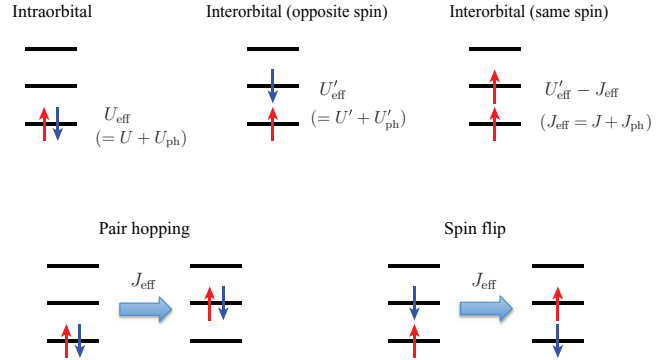 Intraorbital
Interorbital (opposite spin)
Interorbital (same spin)
U_eff
(= U + U_ph)
U'_eff
(= U' + U'_ph)
U'_eff − J_eff
(J_eff = J + J_ph)
Pair hopping
Spin flip
J_eff
J_eff